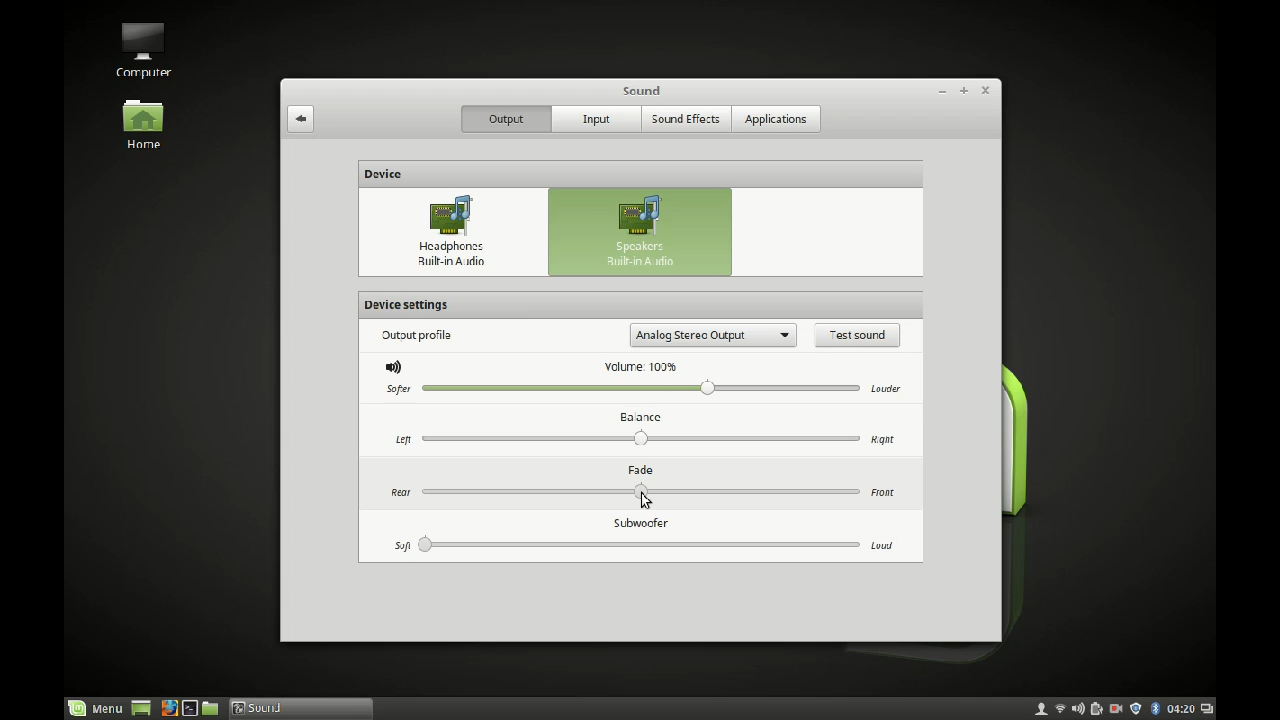 Computer
Home
Sound
Output
Input
Sound Effects
Applications
Device
Headphones
Built-in Audio
Speakers
Built-in Audio
Device settings
Output profile
Analog Stereo Output
Test sound
Volume: 100%
Softer
Louder
Balance
Left
Right
Fade
Rear
Front
Subwoofer
Soft
Loud
Menu
Sound
04:20